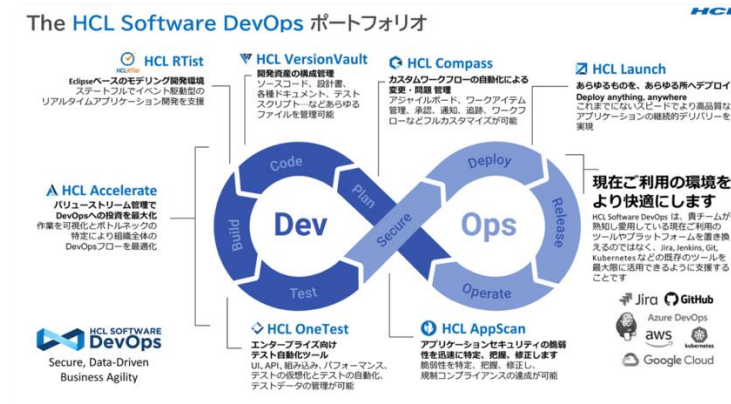 The HCL Software DevOps ポートフォリオ
HCL
HCL RTist
HCL RTist
Eclipseベースのモデリング開発環境
ステートフルでイベント駆動型の
リアルタイムアプリケーション開発を支援
HCL VersionVault
開発資産の構成管理
ソースコード、設計書、
各種ドキュメント、テスト
スクリプト…などあらゆる
ファイルを管理可能
HCL Compass
カスタムワークフローの自動化による
変更・問題 管理
アジャイルボード、ワークアイテム
管理、承認、通知、追跡、ワークフ
ローなどフルカスタマイズが可能
HCL Launch
あらゆるものを、あらゆる所へデプロイ
Deploy anything, anywhere
これまでにないスピードでより高品質な
アプリケーションの継続的デリバリーを
実現
HCL Accelerate
バリューストリーム管理で
DevOpsへの投資を最大化
作業を可視化とボトルネックの
特定により組織全体の
DevOpsフローを最適化
Code
Plan
Build
Test
Dev
Secure
Deploy
Release
Operate
Ops
現在ご利用の環境を
より快適にします
HCL Software DevOps は、貴チームが
熟知し愛用している現在ご利用の
ツールやプラットフォームを置き換
えるのではなく、Jira, Jenkins, Git,
Kubernetes などの既存のツールを
最大限に活用できるように支援する
ことです
Jira
GitHub
Azure DevOps
aws
kubernetes
Google Cloud
HCL SOFTWARE
DevOps
Secure, Data-Driven
Business Agility
HCL OneTest
エンタープライズ向け
テスト自動化ツール
UI, API, 組み込み、パフォーマンス、
テストの仮想化とテストの自動化、
テストデータの管理が可能
HCL AppScan
アプリケーションセキュリティの脆弱
性を迅速に特定、把握、修正します
脆弱性を特定、把握、修正し、
規制コンプライアンスの達成が可能